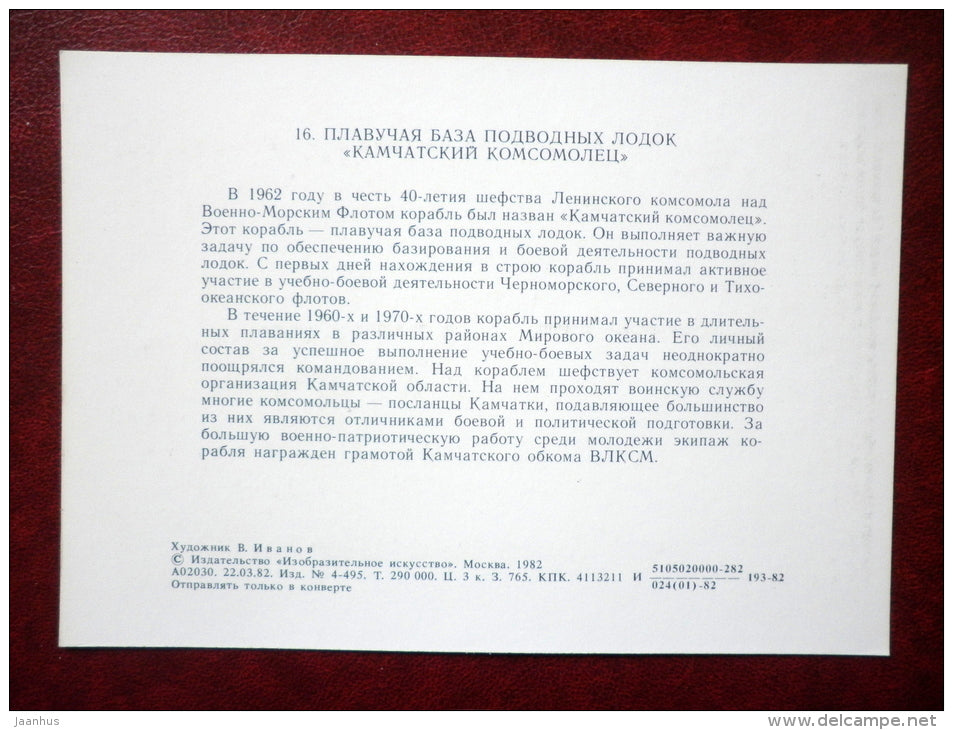 16. ПЛАВУЧАЯ БАЗА ПОДВОДНЫХ ЛОДОК
«КАМЧАТСКИЙ КОМСОМОЛЕЦ»
В 1962 году в честь 40-летия шефства Ленинского комсомола над
Военно-Морским Флотом корабль был назван «Камчатский комсомолец».
Этот корабль — плавучая база подводных лодок. Он выполняет важную
задачу по обеспечению базирования и боевой деятельности подводных
лодок. С первых дней нахождения в строю корабль принимал активное
участие в учебно-боевой деятельности Черноморского, Северного и Тихо-
океанского флотов.
В течение 1960-х и 1970-х годов корабль принимал участие в длитель-
ных плаваниях в различных районах Мирового океана. Его личный
состав за успешное выполнение учебно-боевых задач неоднократно
поощрялся командованием. Над кораблем шефствует комсомольская
организация Камчатской области. На нем проходят воинскую службу
многие комсомольцы — посланцы Камчатки, подавляющее большинство
из них являются отличниками боевой и политической подготовки. За
большую военно-патриотическую работу среди молодежи экипаж ко-
рабля награжден грамотой Камчатского обкома ВЛКСМ.
Художник В. Иванов
© Издательство «Изобразительное искусство». Москва. 1982
А02030. 22.03.82. Изд. № 4-495. Т. 290 000. Ц. 3 к. З. 765. КПК. 4113211 И 5105020000-282 193-82
024(01)-82
Отправлять только в конверте
jaanhus
www.delcampe.net